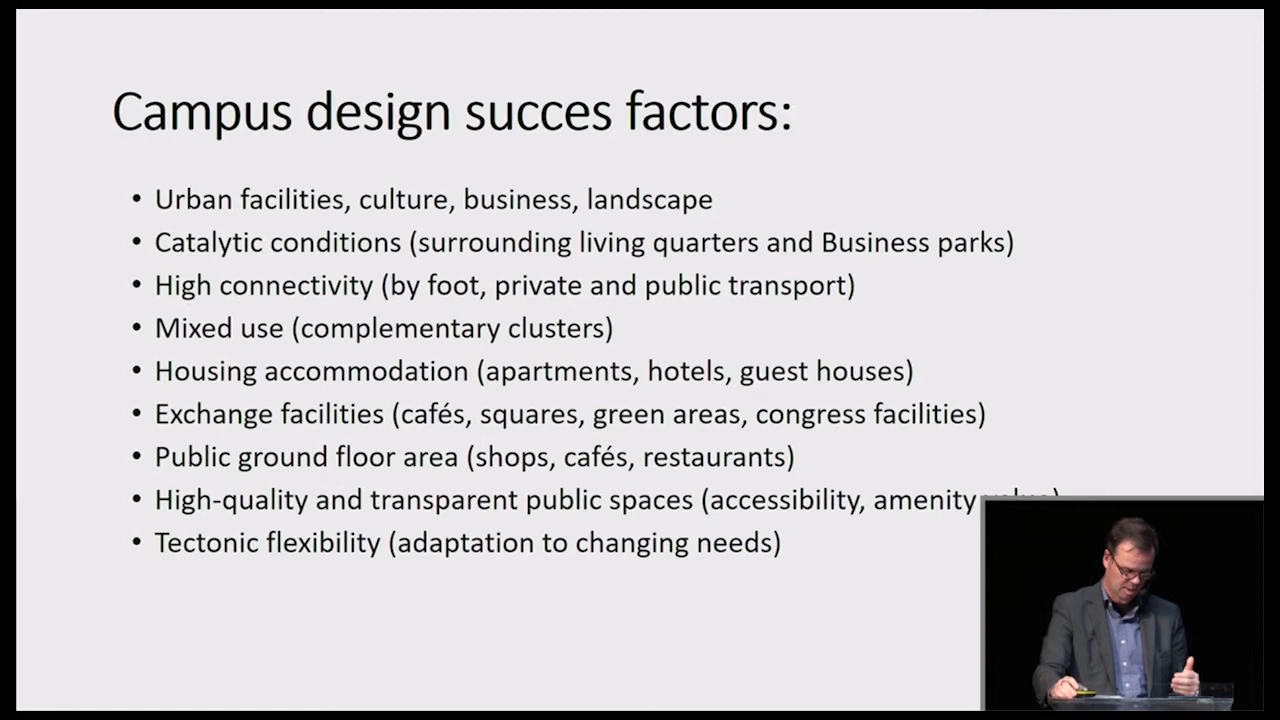 Campus design succes factors:
• Urban facilities, culture, business, landscape
• Catalytic conditions (surrounding living quarters and Business parks)
• High connectivity (by foot, private and public transport)
• Mixed use (complementary clusters)
• Housing accommodation (apartments, hotels, guest houses)
• Exchange facilities (cafés, squares, green areas, congress facilities)
• Public ground floor area (shops, cafés, restaurants)
• High-quality and transparent public spaces (accessibility, amenity
• Tectonic flexibility (adaptation to changing needs)